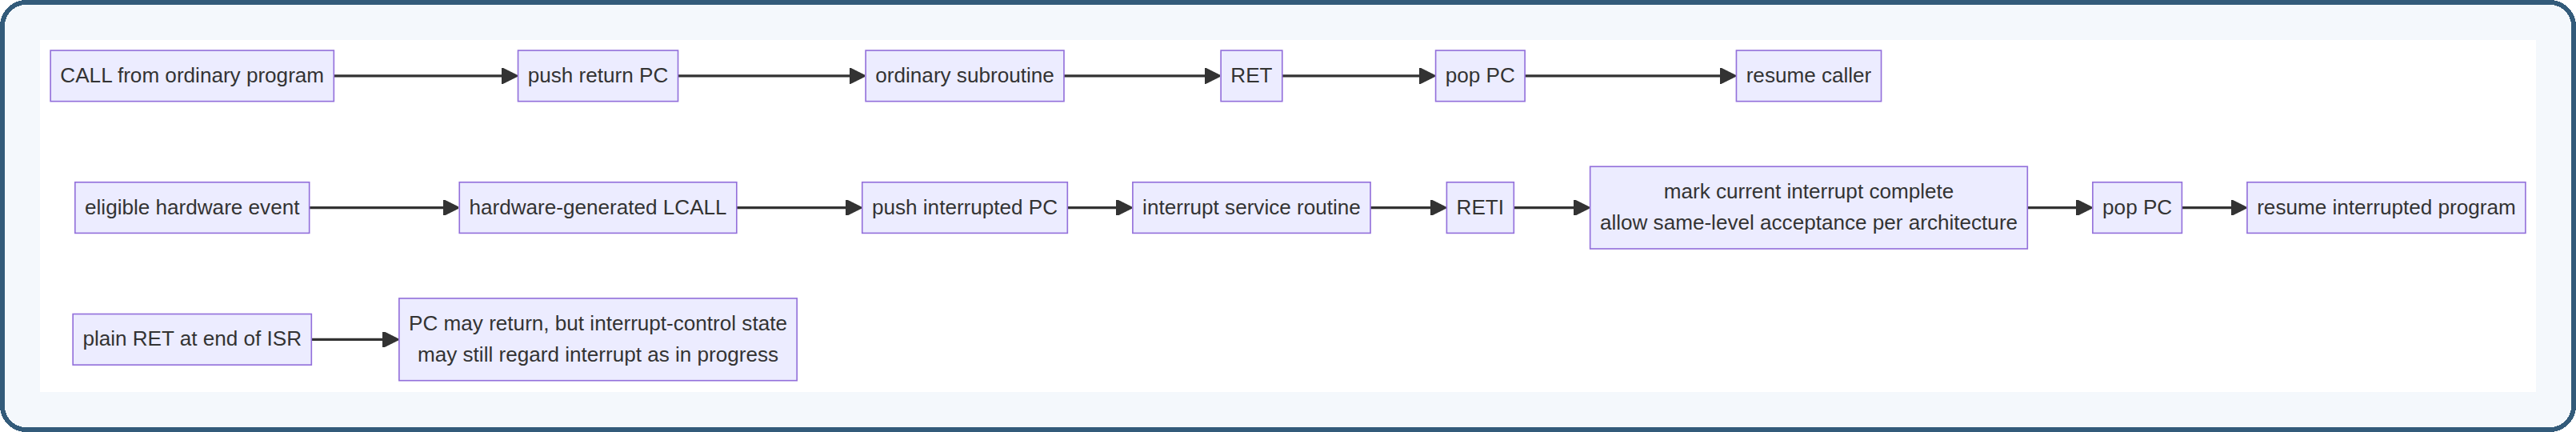 CALL from ordinary program
push return PC
ordinary subroutine
RET
pop PC
resume caller
eligible hardware event
hardware-generated LCALL
push interrupted PC
interrupt service routine
RETI
mark current interrupt complete
allow same-level acceptance per architecture
pop PC
resume interrupted program
plain RET at end of ISR
PC may return, but interrupt-control state
may still regard interrupt as in progress